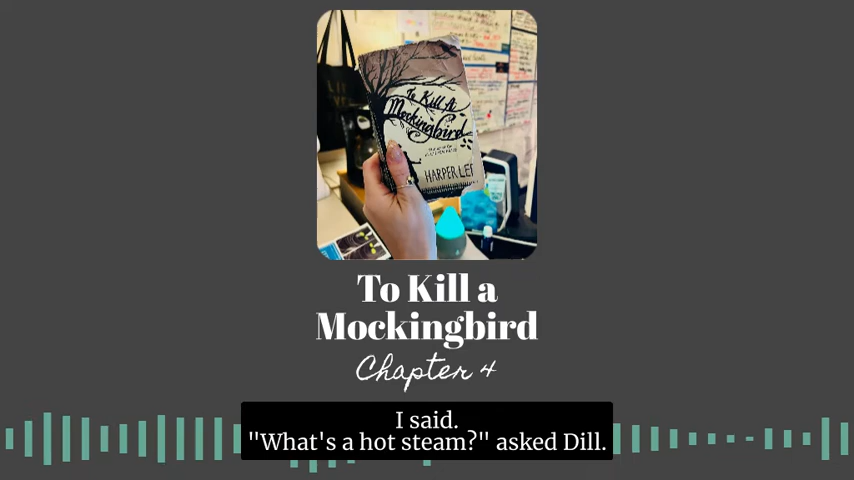 To Kill A
Mockingbird
HARPER LEE
To Kill a
Mockingbird
Chapter 4
I said.
"What's a hot steam?" asked Dill.